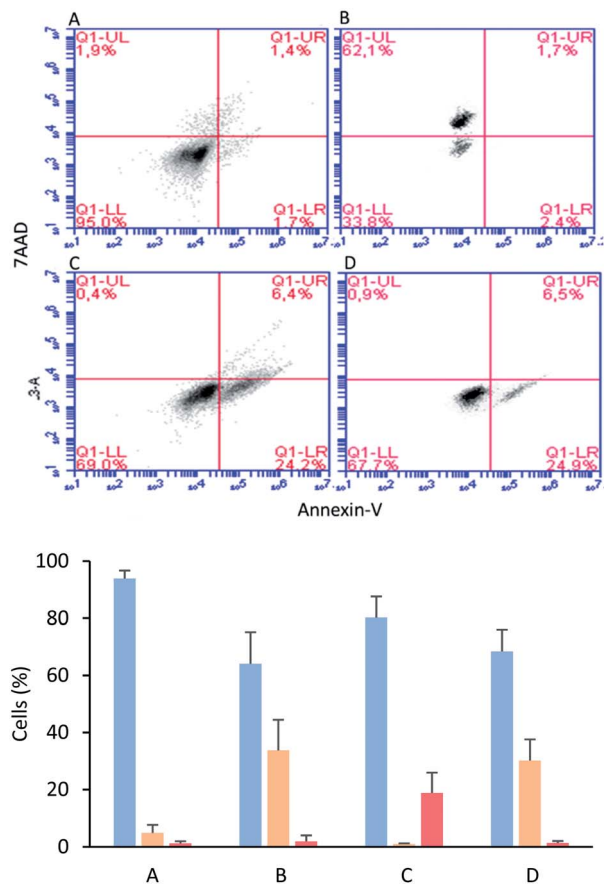 A
B
Q1-UL
1,9%
Q1-UR
1,4%
Q1-UL
62,1%
Q1-UR
1,7%
Q1-LL
95.0%
Q1-LR
1.7%
Q1-LL
33.8%
Q1-LR
2.4%
7AAD
C
D
Q1-UL
0,4%
Q1-UR
6,4%
Q1-UL
0,9%
Q1-UR
6,5%
3-A
Q1-LL
69.0%
Q1-LR
24.2%
Q1-LL
67.7%
Q1-LR
24.9%
Annexin-V
100
80
60
40
20
0
Cells (%)
A B C D